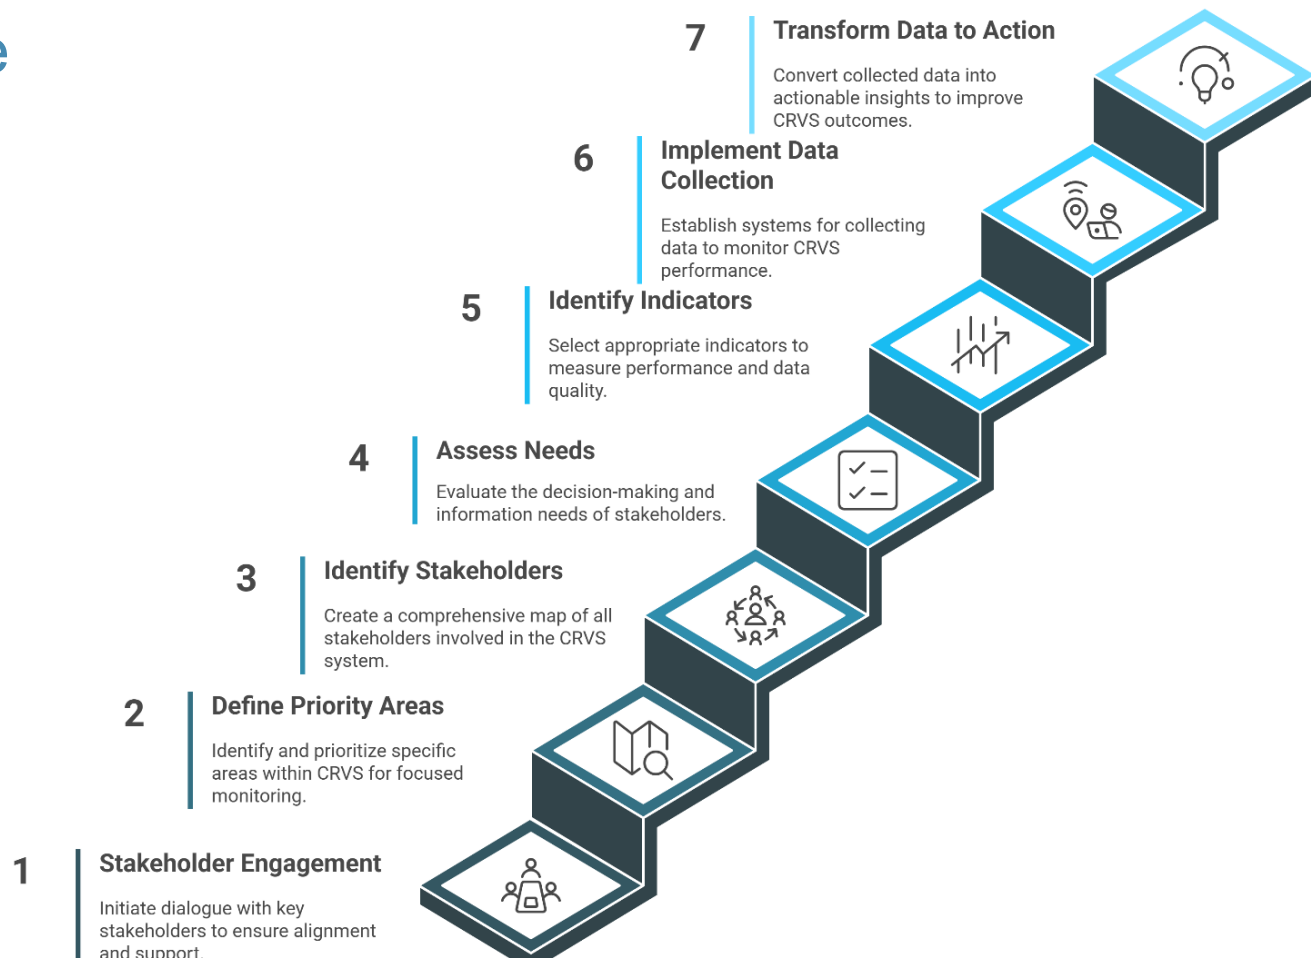 e
7
Transform Data to Action
Convert collected data into
actionable insights to improve
CRVS outcomes.
6
Implement Data
Collection
Establish systems for collecting
data to monitor CRVS
performance.
5
Identify Indicators
Select appropriate indicators to
measure performance and data
quality.
4
Assess Needs
Evaluate the decision-making and
information needs of stakeholders.
3
Identify Stakeholders
Create a comprehensive map of all
stakeholders involved in the CRVS
system.
2
Define Priority Areas
Identify and prioritize specific
areas within CRVS for focused
monitoring.
1
Stakeholder Engagement
Initiate dialogue with key
stakeholders to ensure alignment
and support.